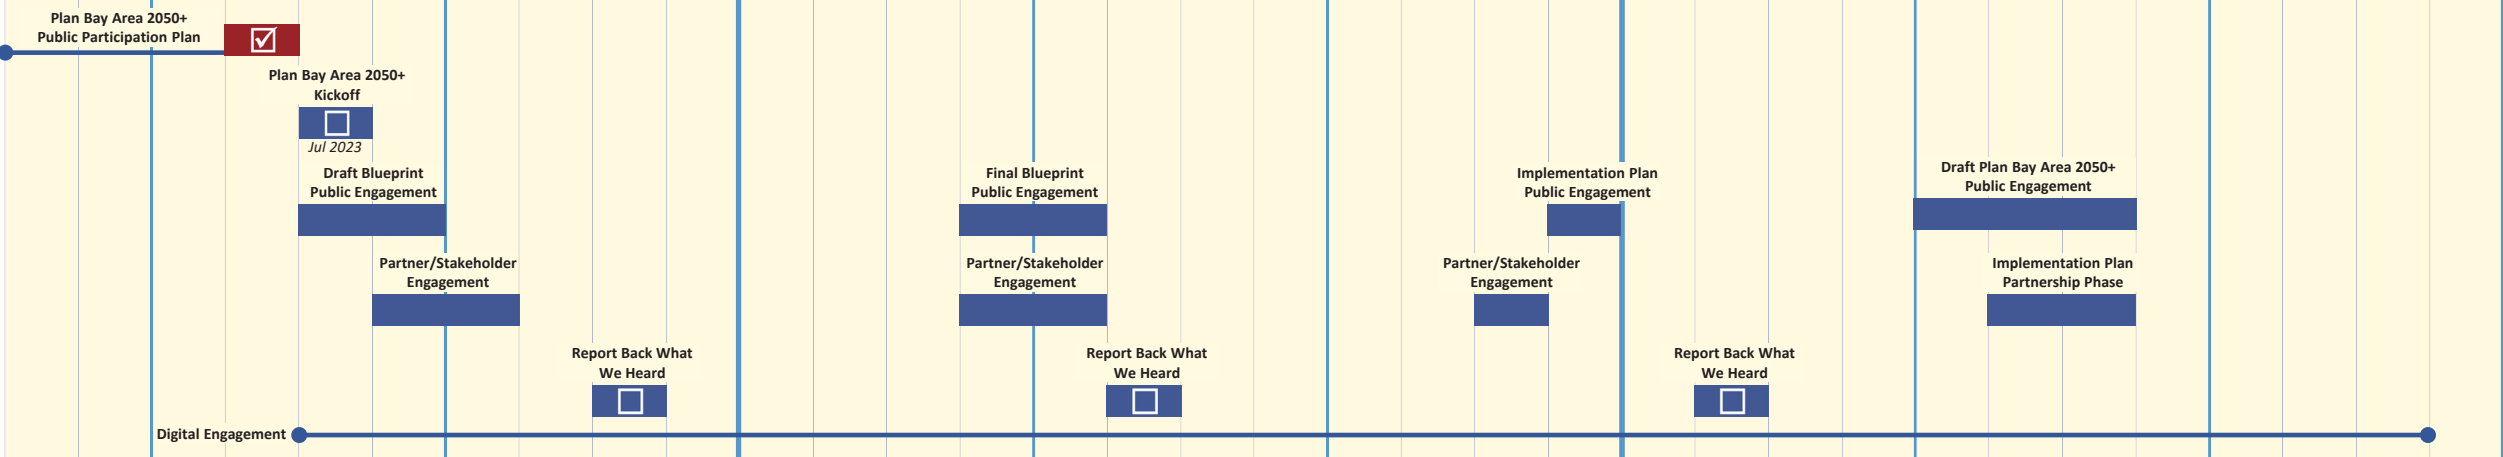 Plan Bay Area 2050+
Public Participation Plan
Plan Bay Area 2050+
Kickoff
Jul 2023
Draft Blueprint
Public Engagement
Final Blueprint
Public Engagement
Implementation Plan
Public Engagement
Draft Plan Bay Area 2050+
Public Engagement
Partner/Stakeholder
Engagement
Partner/Stakeholder
Engagement
Partner/Stakeholder
Engagement
Implementation Plan
Partnership Phase
Report Back What
We Heard
Report Back What
We Heard
Report Back What
We Heard
Digital Engagement